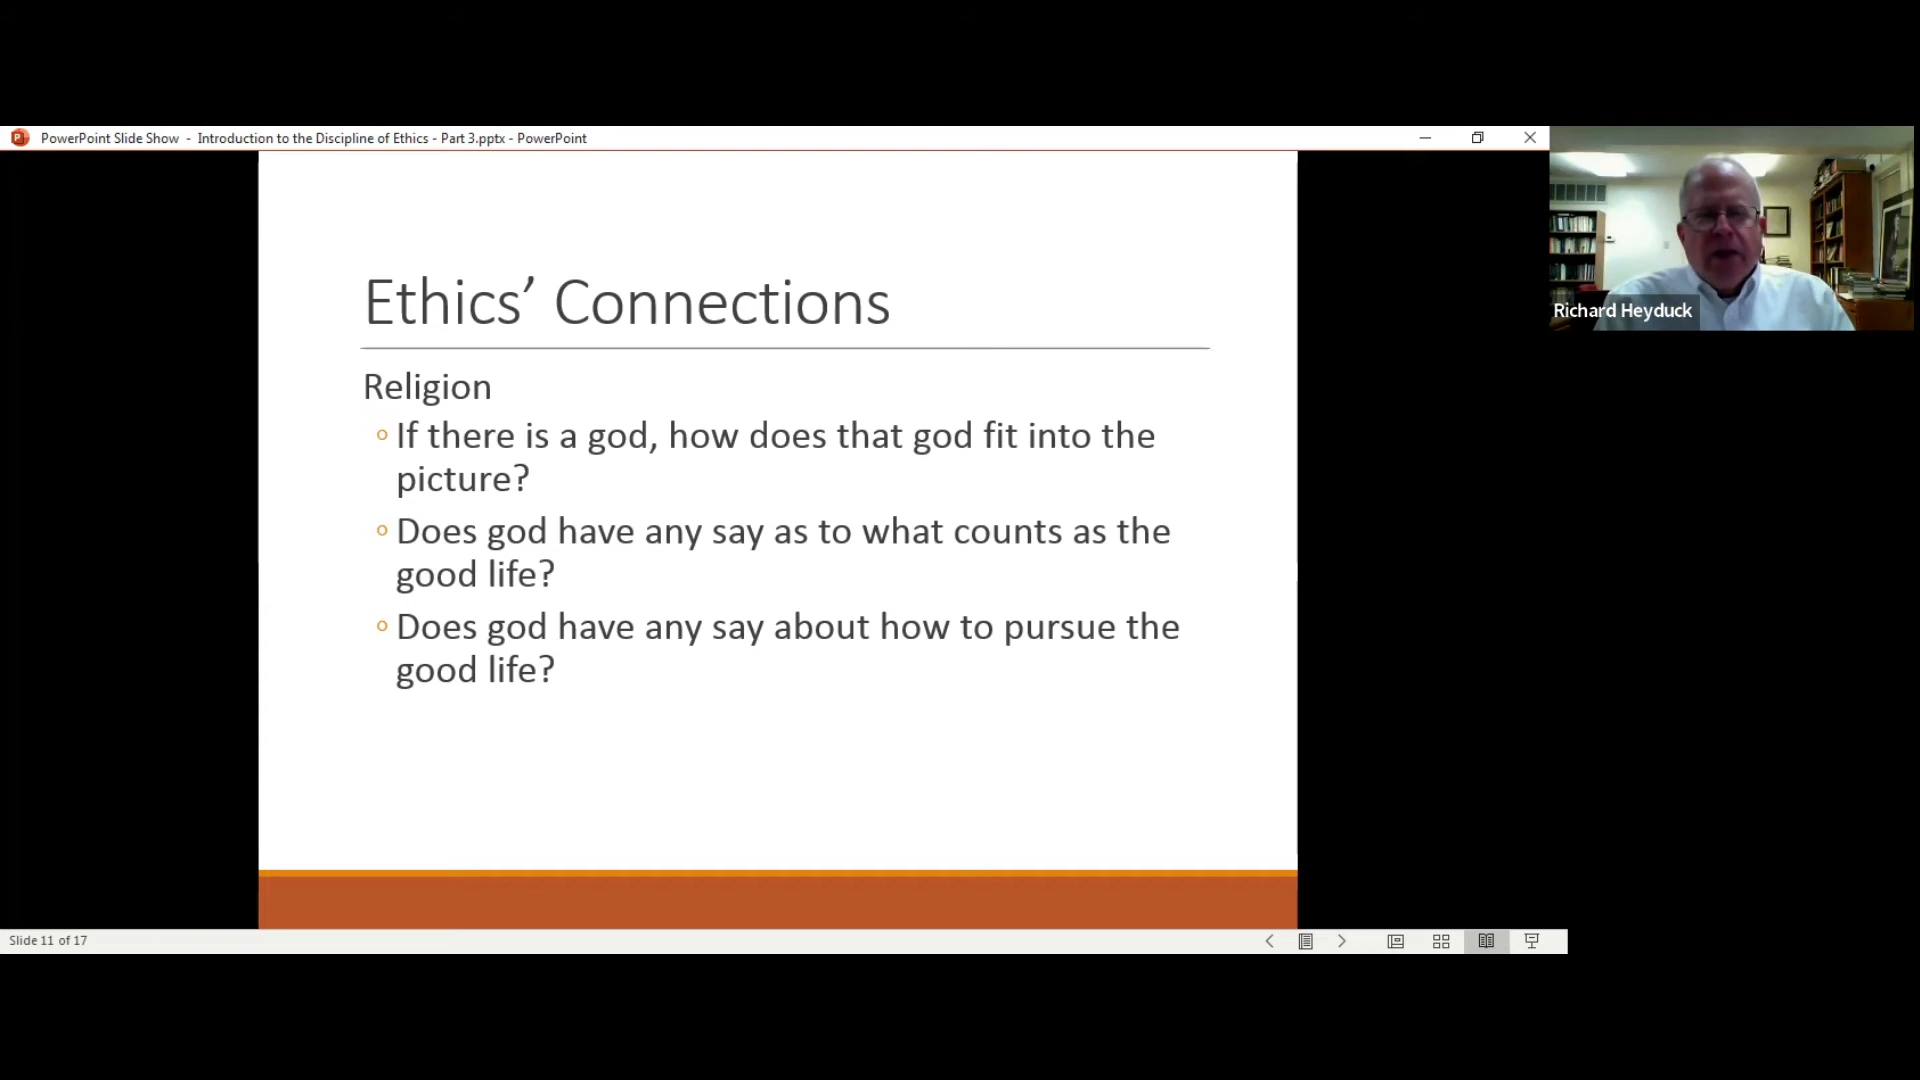 PowerPoint Slide Show - Introduction to the Discipline of Ethics - Part 3.pptx - PowerPoint
Richard Heyduck
Ethics’ Connections
Religion
If there is a god, how does that god fit into the
picture?
Does god have any say as to what counts as the
good life?
Does god have any say about how to pursue the
good life?
Slide 11 of 17